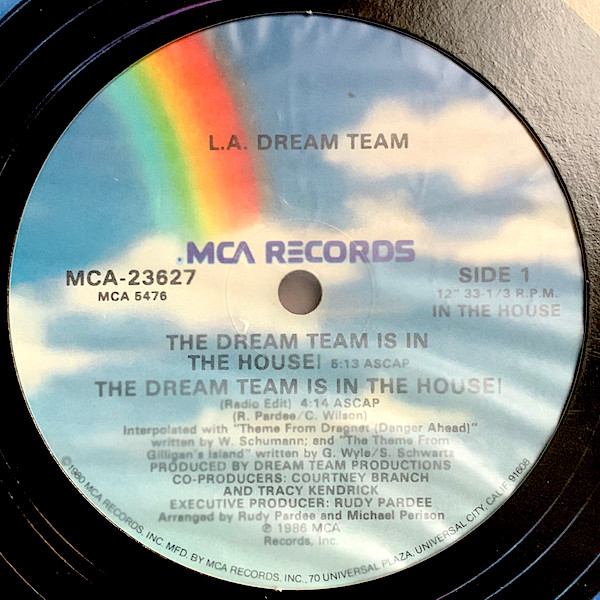 L.A. DREAM TEAM
MCA RECORDS
MCA-23627
MCA 5476
SIDE 1
12" 33-1/3 R.P.M.
IN THE HOUSE
THE DREAM TEAM IS IN
THE HOUSE! 5:13 ASCAP
THE DREAM TEAM IS IN THE HOUSE!
(Radio Edit) 4:14 ASCAP
(R. Pardee/C. Wilson)
Interpolated with "Theme From Dragnet (Danger Ahead)"
written by W. Schumann; and "The Theme From
Gilligan's Island" written by G. Wyle/S. Schwartz
PRODUCED BY DREAM TEAM PRODUCTIONS
CO-PRODUCERS: COURTNEY BRANCH
AND TRACY KENDRICK
EXECUTIVE PRODUCER: RUDY PARDEE
Arranged by Rudy Pardee and Michael Perison
℗ 1986 MCA
Records, Inc.
©1980 MCA RECORDS, INC. MFD. BY MCA RECORDS, INC., 70 UNIVERSAL PLAZA, UNIVERSAL CITY, CALIF. 91608